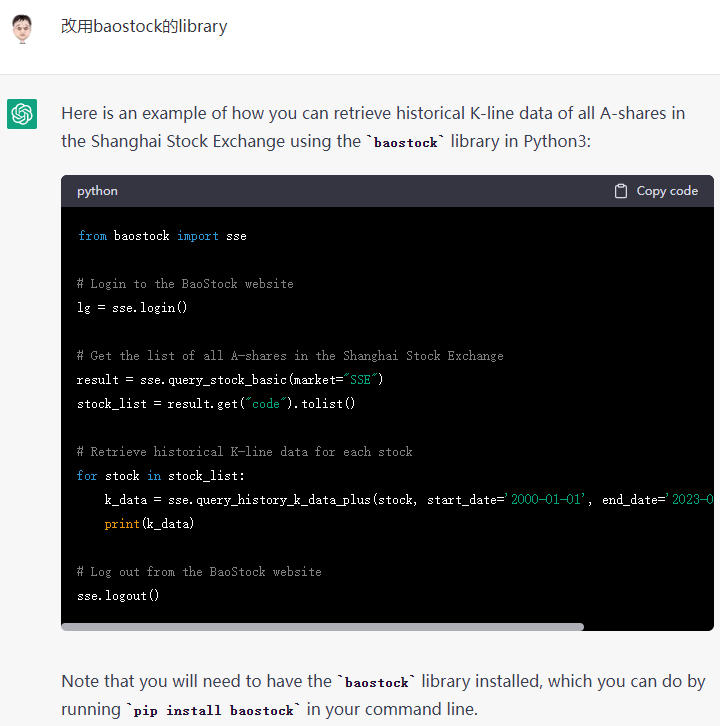 改用baostock的library
Here is an example of how you can retrieve historical K-line data of all A-shares in
the Shanghai Stock Exchange using the `baostock` library in Python3:
python
Copy code
from baostock import sse
# Login to the BaoStock website
lg = sse.login()
# Get the list of all A-shares in the Shanghai Stock Exchange
result = sse.query_stock_basic(market="SSE")
stock_list = result.get("code").tolist()
# Retrieve historical K-line data for each stock
for stock in stock_list:
    k_data = sse.query_history_k_data_plus(stock, start_date='2000-01-01', end_date='2023-0
    print(k_data)
# Log out from the BaoStock website
sse.logout()
Note that you will need to have the `baostock` library installed, which you can do by
running `pip install baostock` in your command line.